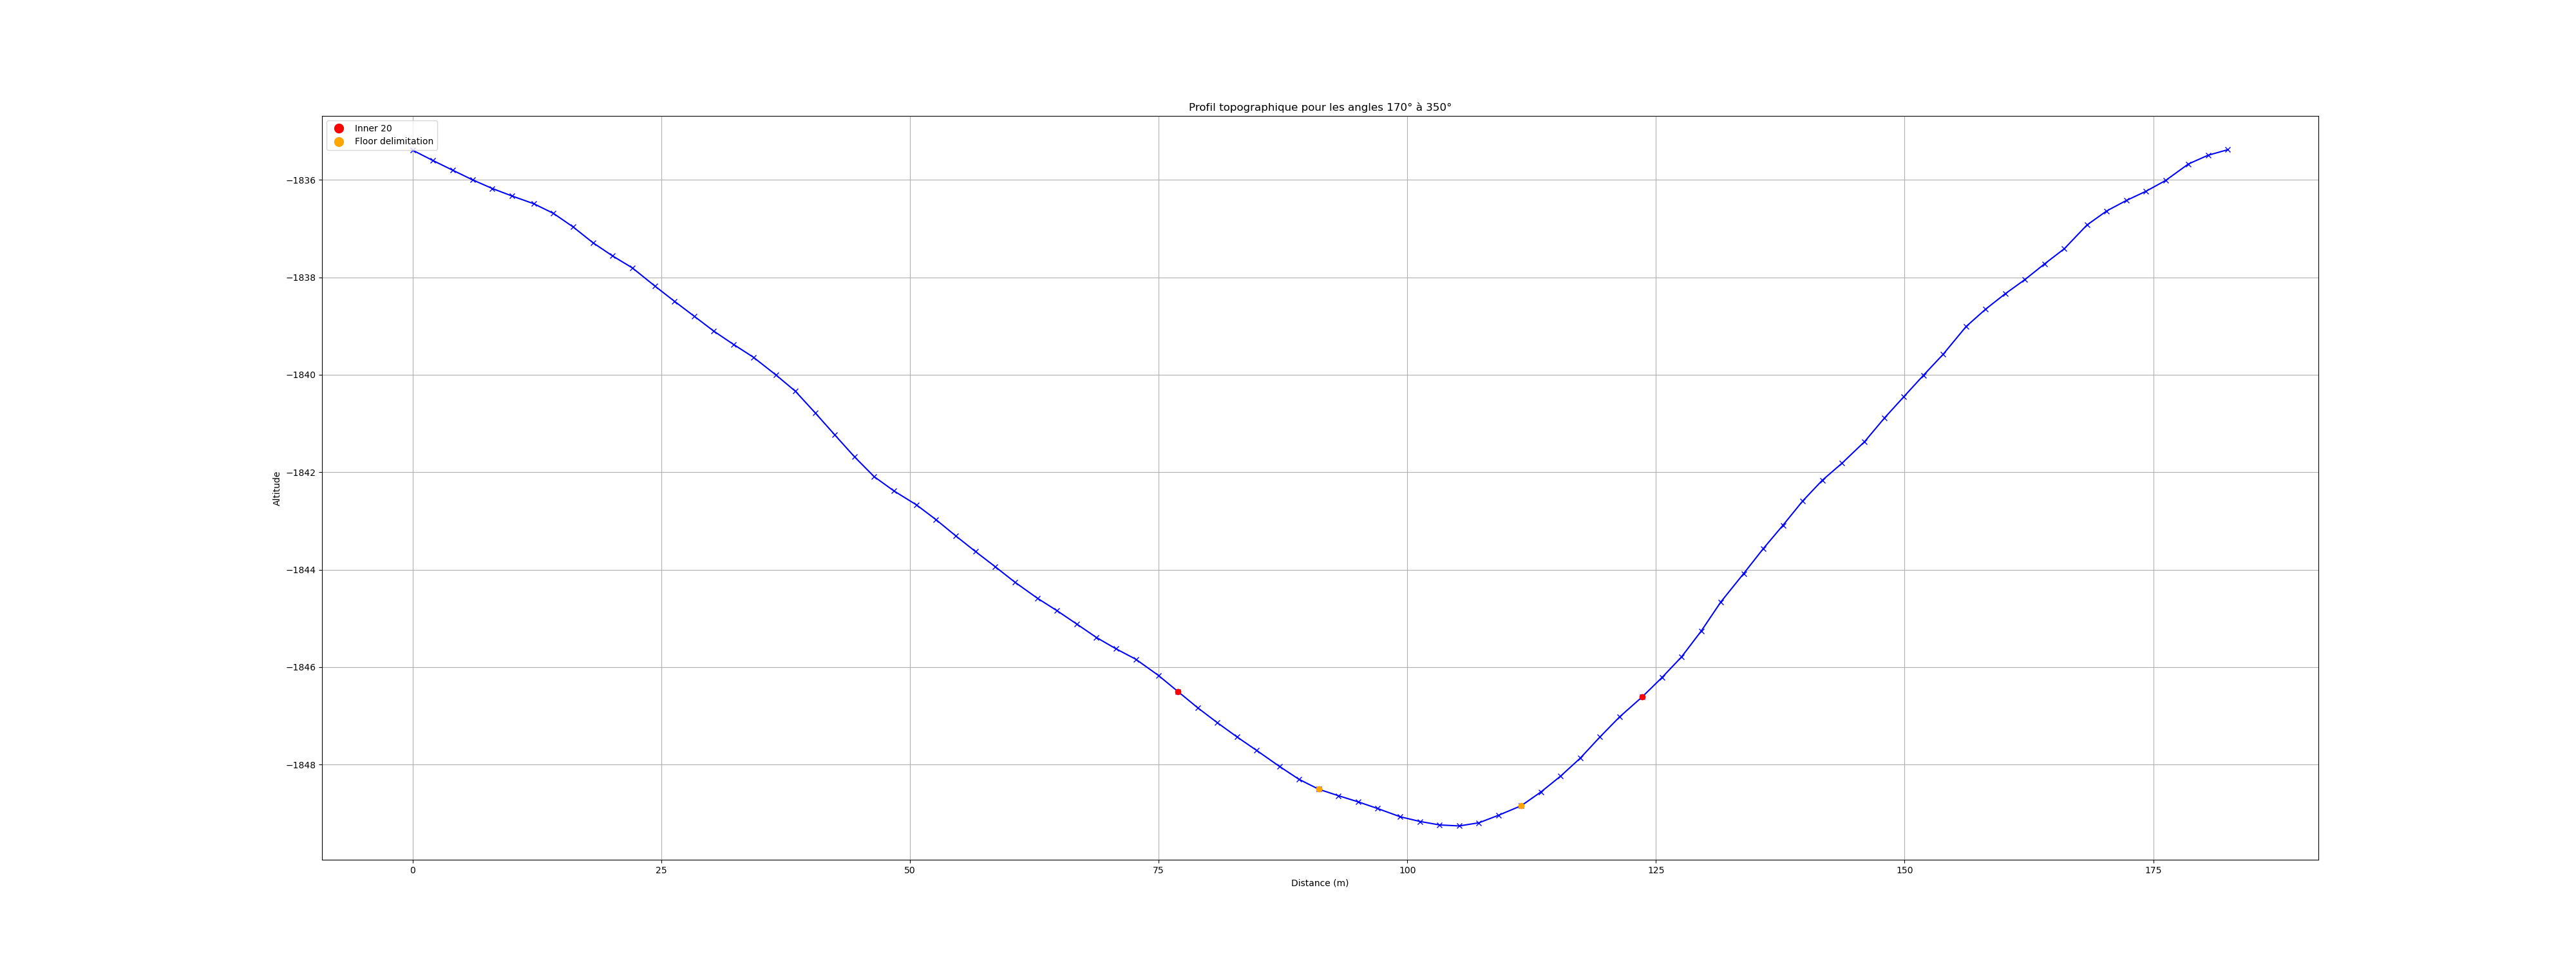 Profil topographique pour les angles 170° à 350°
Inner 20
Floor delimitation
−1836
−1838
−1840
−1842
−1844
−1846
−1848
Altitude
0 25 50 75 100 125 150 175
Distance (m)